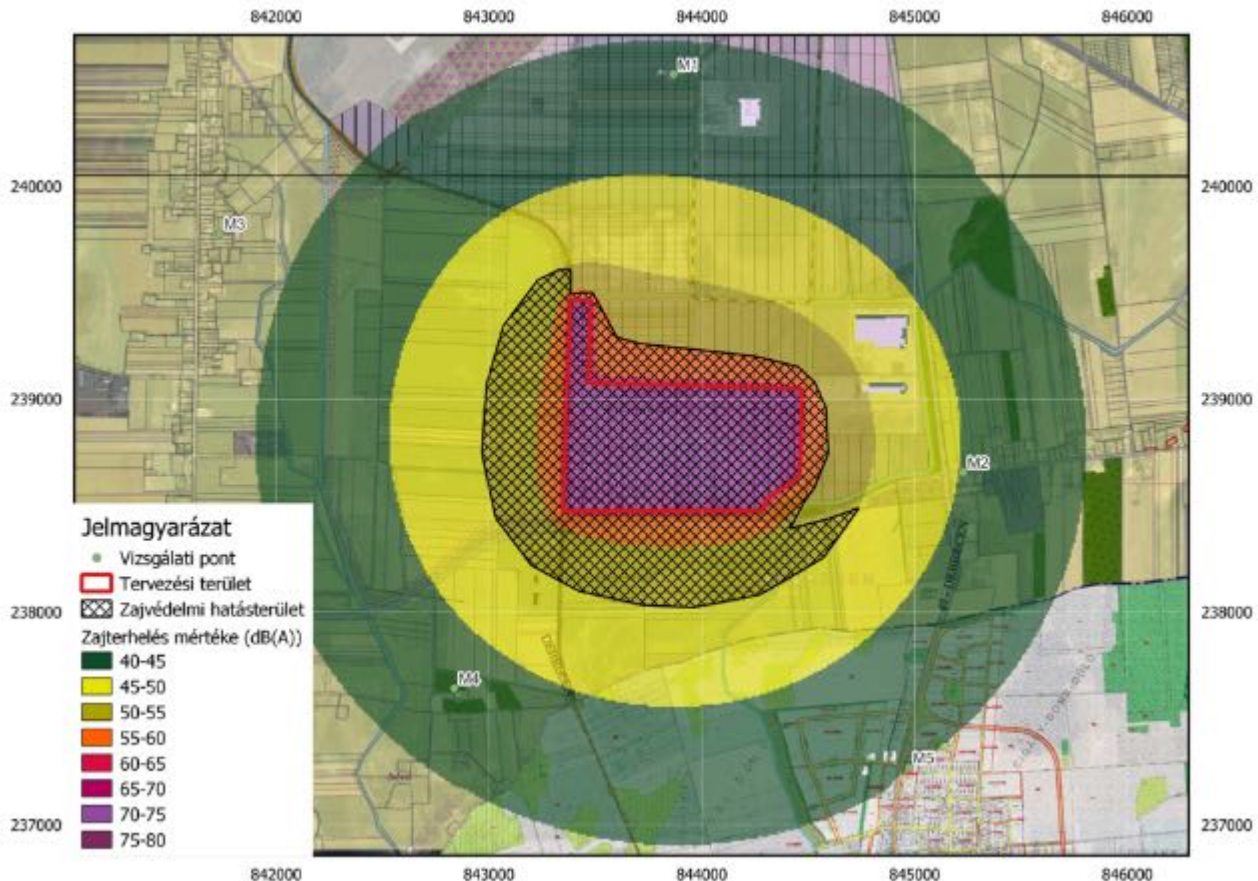 842000 843000 844000 845000 846000
M1
240000 240000
M3
239000 239000
M2
Jelmagyarázat
Vizsgálati pont
Tervezési terület
Zajvédelmi hatásterület
Zajterhelés mértéke (dB(A))
40-45
45-50
50-55
55-60
60-65
65-70
70-75
75-80
238000 238000
M4
M5
237000 237000
842000 843000 844000 845000 846000